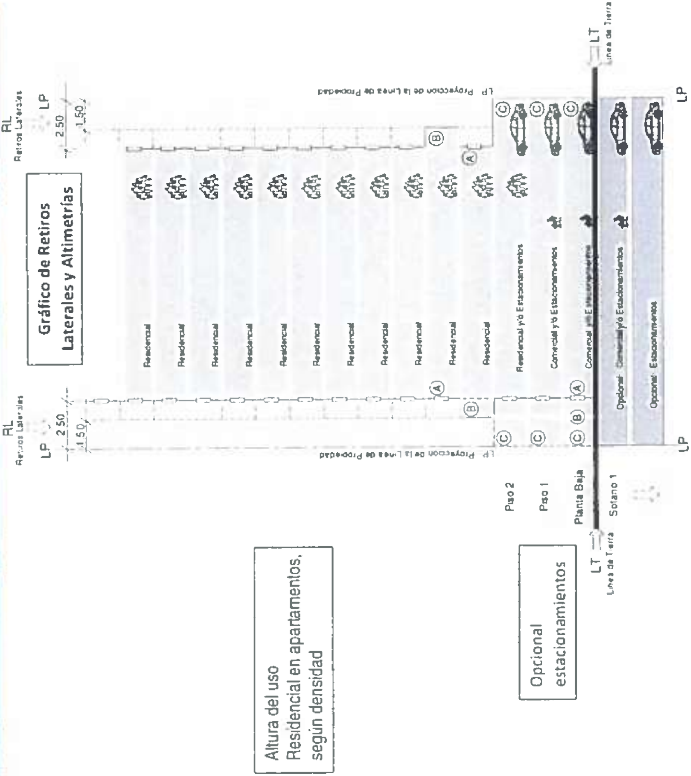 Gráfico de Retiros
Laterales y Altimetrías
RL
Retiros Laterales
LP
2.50
1.50
RL
Retiros Laterales
LP
2.50
1.50
LP Proyección de la Línea de Propiedad
LP Proyección de la Línea de Propiedad
Residencial
Residencial
Residencial
Residencial
Residencial
Residencial
Residencial
Residencial
Residencial
Residencial
Residencial
A
B
B
A
Altura del uso
Residencial en apartamentos,
según densidad
Piso 2
C
Residencial y/o Estacionamientos
C
Piso 1
C
Comercial y/o Estacionamientos
C
Planta Baja
C
B
A
Comercial y/o Estacionamientos
C
Opcional
estacionamientos
LT
Línea de Tierra
LT
Línea de Tierra
Sotano 1
Opcional Comercial y/o Estacionamientos
Opcional Estacionamientos
LP
LP